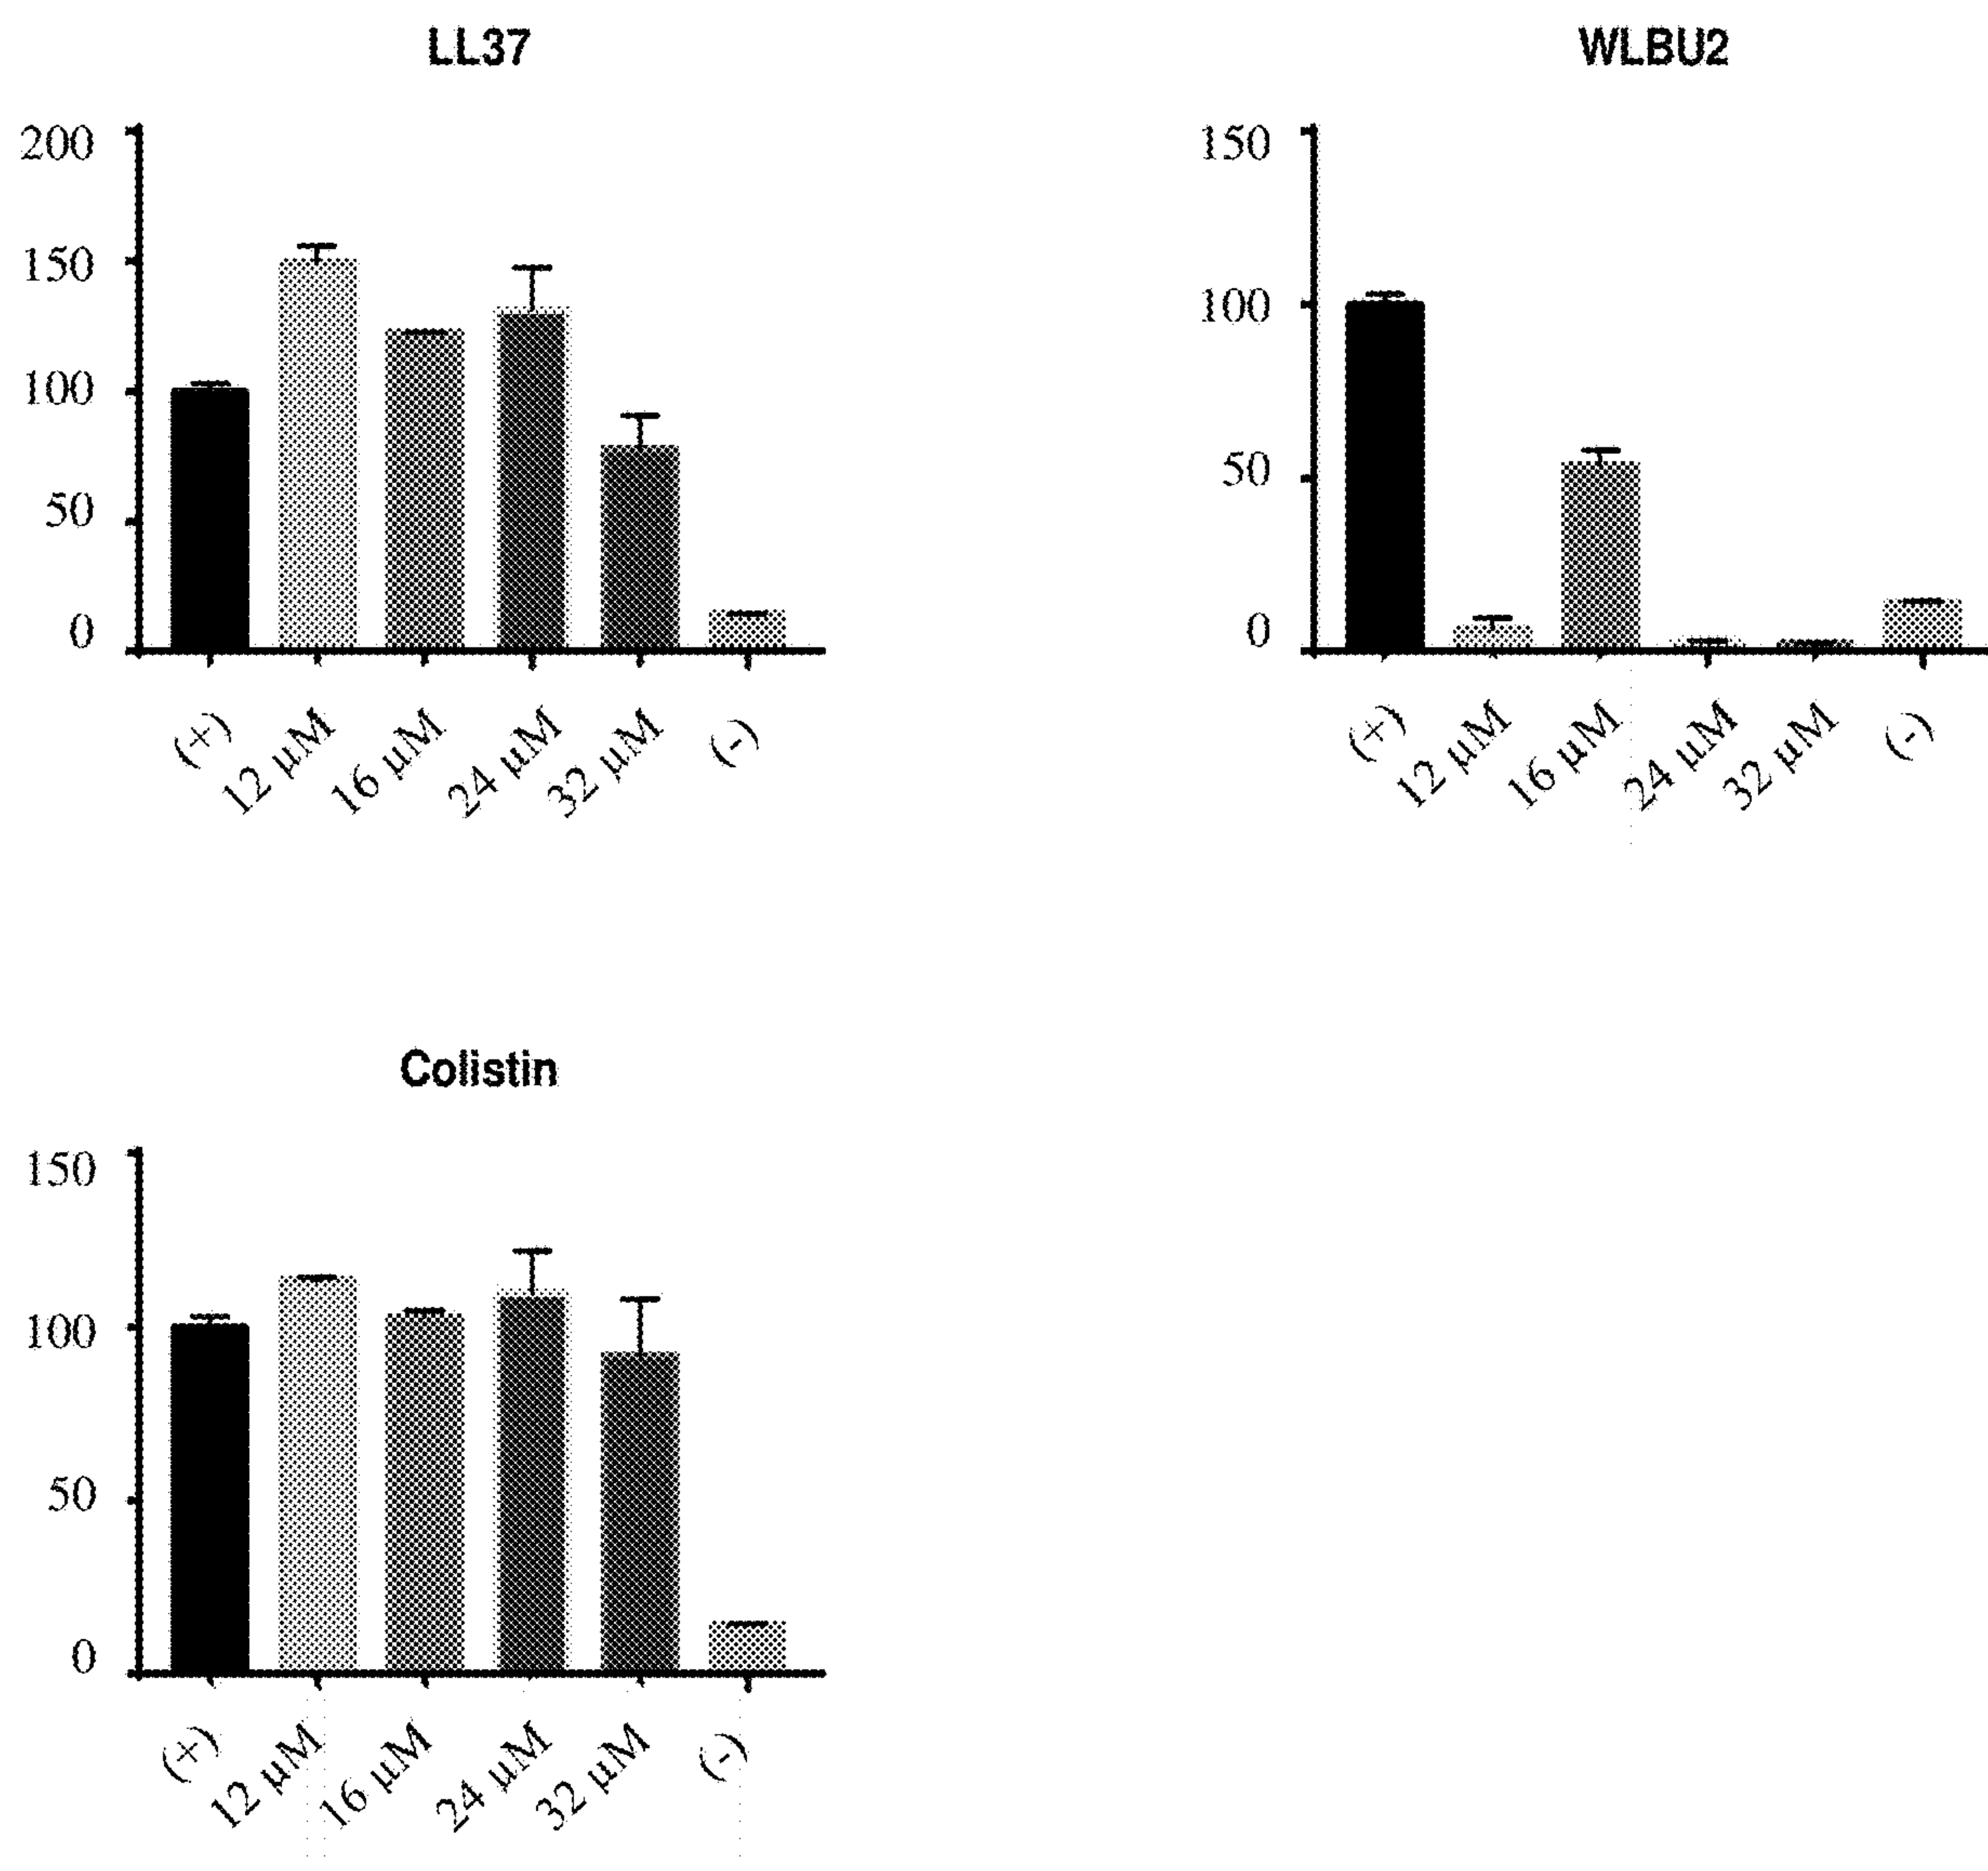 LL37
200
150
100
50
0
(+)
12 µM
16 µM
24 µM
32 µM
(-)
WLBU2
150
100
50
0
(+)
12 µM
16 µM
24 µM
32 µM
(-)
Colistin
150
100
50
0
(+)
12 µM
16 µM
24 µM
32 µM
(-)